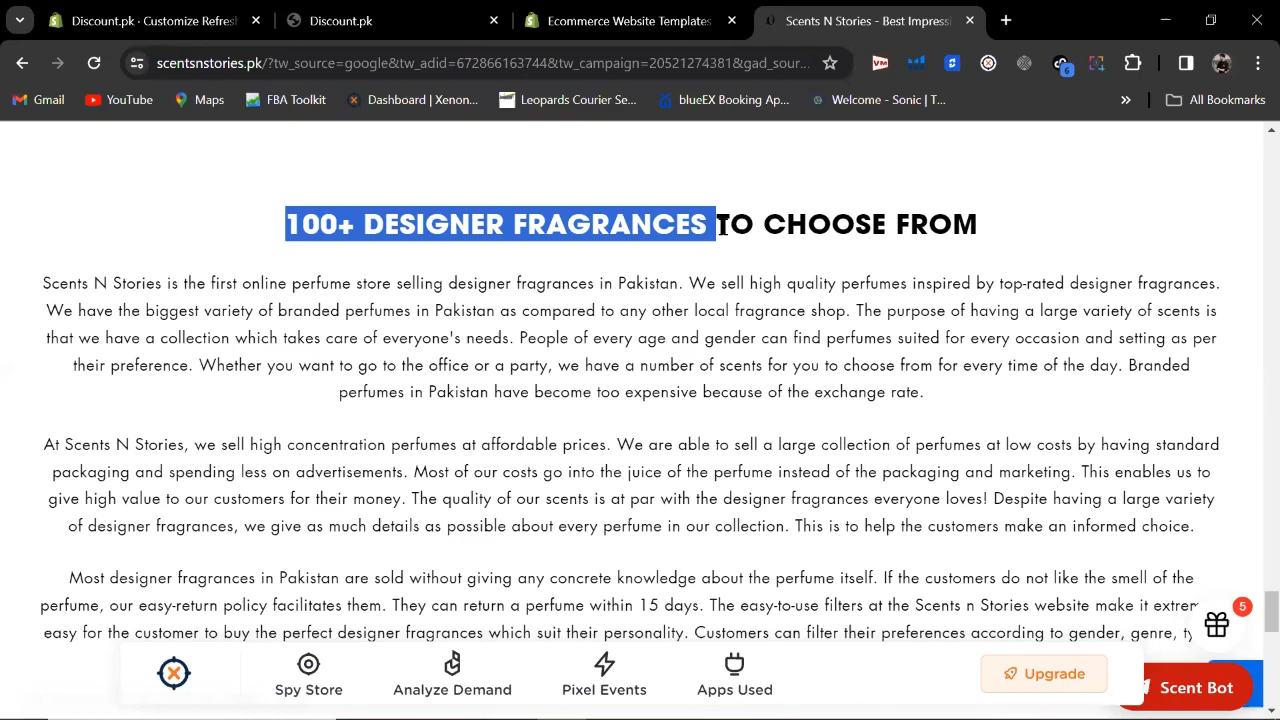 Discount.pk · Customize Refresh
Discount.pk
Ecommerce Website Templates
Scents N Stories - Best Impressi
scentsnstories.pk/?tw_source=google&tw_adid=672866163744&tw_campaign=20521274381&gad_sour...
VM
6
Gmail
YouTube
Maps
FBA Toolkit
Dashboard | Xenon...
Leopards Courier Se...
blueEX Booking Ap...
Welcome - Sonic | T...
All Bookmarks
100+ DESIGNER FRAGRANCES TO CHOOSE FROM
Scents N Stories is the first online perfume store selling designer fragrances in Pakistan. We sell high quality perfumes inspired by top-rated designer fragrances.
We have the biggest variety of branded perfumes in Pakistan as compared to any other local fragrance shop. The purpose of having a large variety of scents is
that we have a collection which takes care of everyone's needs. People of every age and gender can find perfumes suited for every occasion and setting as per
their preference. Whether you want to go to the office or a party, we have a number of scents for you to choose from for every time of the day. Branded
perfumes in Pakistan have become too expensive because of the exchange rate.
At Scents N Stories, we sell high concentration perfumes at affordable prices. We are able to sell a large collection of perfumes at low costs by having standard
packaging and spending less on advertisements. Most of our costs go into the juice of the perfume instead of the packaging and marketing. This enables us to
give high value to our customers for their money. The quality of our scents is at par with the designer fragrances everyone loves! Despite having a large variety
of designer fragrances, we give as much details as possible about every perfume in our collection. This is to help the customers make an informed choice.
Most designer fragrances in Pakistan are sold without giving any concrete knowledge about the perfume itself. If the customers do not like the smell of the
perfume, our easy-return policy facilitates them. They can return a perfume within 15 days. The easy-to-use filters at the Scents n Stories website make it extrem
5
easy for the customer to buy the perfect designer fragrances which suit their personality. Customers can filter their preferences according to gender, genre, ty
Spy Store
Analyze Demand
Pixel Events
Apps Used
Upgrade
Scent Bot